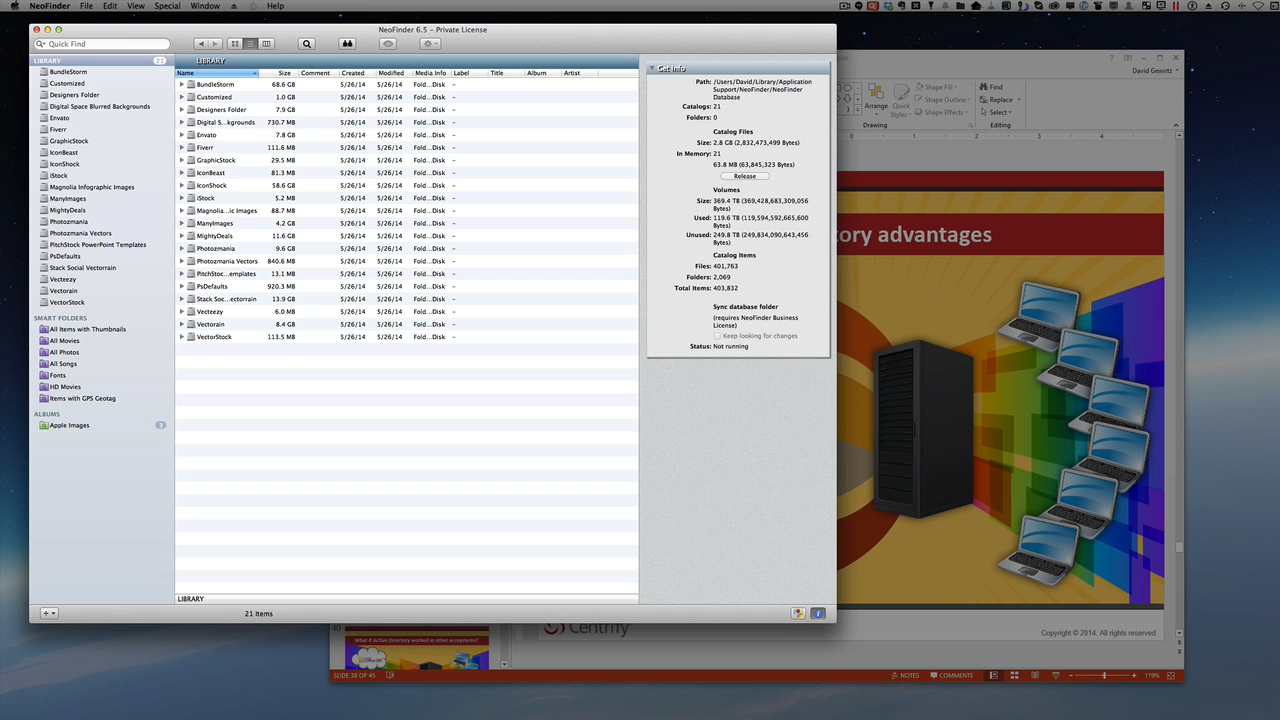 NeoFinder File Edit View Special Window Help
NeoFinder 6.5 - Private License
Quick Find
LIBRARY 21
BundleStorm
Customized
Designers Folder
Digital Space Blurred Backgrounds
Envato
Fiverr
GraphicStock
IconBeast
IconShock
iStock
Magnolia Infographic Images
ManyImages
MightyDeals
Photozmania
Photozmania Vectors
PitchStock PowerPoint Templates
PsDefaults
Stack Social Vectorrain
Vecteezy
Vectorain
VectorStock
SMART FOLDERS
All Items with Thumbnails
All Movies
All Photos
All Songs
Fonts
HD Movies
Items with GPS Geotag
ALBUMS
Apple Images 3
LIBRARY
Name Size Comment Created Modified Media Info Label Title Album Artist
BundleStorm 68.6 GB 5/26/14 5/26/14 Fold...Disk –
Customized 1.0 GB 5/26/14 5/26/14 Fold...Disk –
Designers Folder 7.9 GB 5/26/14 5/26/14 Fold...Disk –
Digital S...kgrounds 730.7 MB 5/26/14 5/26/14 Fold...Disk –
Envato 7.8 GB 5/26/14 5/26/14 Fold...Disk –
Fiverr 111.6 MB 5/26/14 5/26/14 Fold...Disk –
GraphicStock 29.5 MB 5/26/14 5/26/14 Fold...Disk –
IconBeast 81.3 MB 5/26/14 5/26/14 Fold...Disk –
IconShock 58.6 GB 5/26/14 5/26/14 Fold...Disk –
iStock 5.2 MB 5/26/14 5/26/14 Fold...Disk –
Magnolia...ic Images 88.7 MB 5/26/14 5/26/14 Fold...Disk –
ManyImages 4.2 GB 5/26/14 5/26/14 Fold...Disk –
MightyDeals 11.6 GB 5/26/14 5/26/14 Fold...Disk –
Photozmania 9.6 GB 5/26/14 5/26/14 Fold...Disk –
Photozmania Vectors 840.6 MB 5/26/14 5/26/14 Fold...Disk –
PitchStoc...emplates 13.1 MB 5/26/14 5/26/14 Fold...Disk –
PsDefaults 920.3 MB 5/26/14 5/26/14 Fold...Disk –
Stack Soc...ectorrain 13.9 GB 5/26/14 5/26/14 Fold...Disk –
Vecteezy 6.0 MB 5/26/14 5/26/14 Fold...Disk –
Vectorain 8.4 GB 5/26/14 5/26/14 Fold...Disk –
VectorStock 113.5 MB 5/26/14 5/26/14 Fold...Disk –
LIBRARY
21 Items
Get Info
Path: /Users/David/Library/Application
Support/NeoFinder/NeoFinder
Database
Catalogs: 21
Folders: 0
Catalog Files
Size: 2.8 GB (2,832,473,499 Bytes)
In Memory: 21
63.8 MB (63,845,323 Bytes)
Release
Volumes
Size: 369.4 TB (369,428,683,309,056
Bytes)
Used: 119.6 TB (119,594,592,665,600
Bytes)
Unused: 249.8 TB (249,834,090,643,456
Bytes)
Catalog Items
Files: 401,763
Folders: 2,069
Total Items: 403,832
Sync database folder
(requires NeoFinder Business
License)
Keep looking for changes
Status: Not running
David Gewirtz
Arrange
Quick
Styles
Shape Fill
Shape Outline
Shape Effects
Find
Replace
Select
Drawing Editing
0 1 2 3 4
tory advantages
Centrify
Copyright © 2014. All rights reserved.
What if Active Directory worked in other ecosystems?
SLIDE 38 OF 45
NOTES COMMENTS 119%